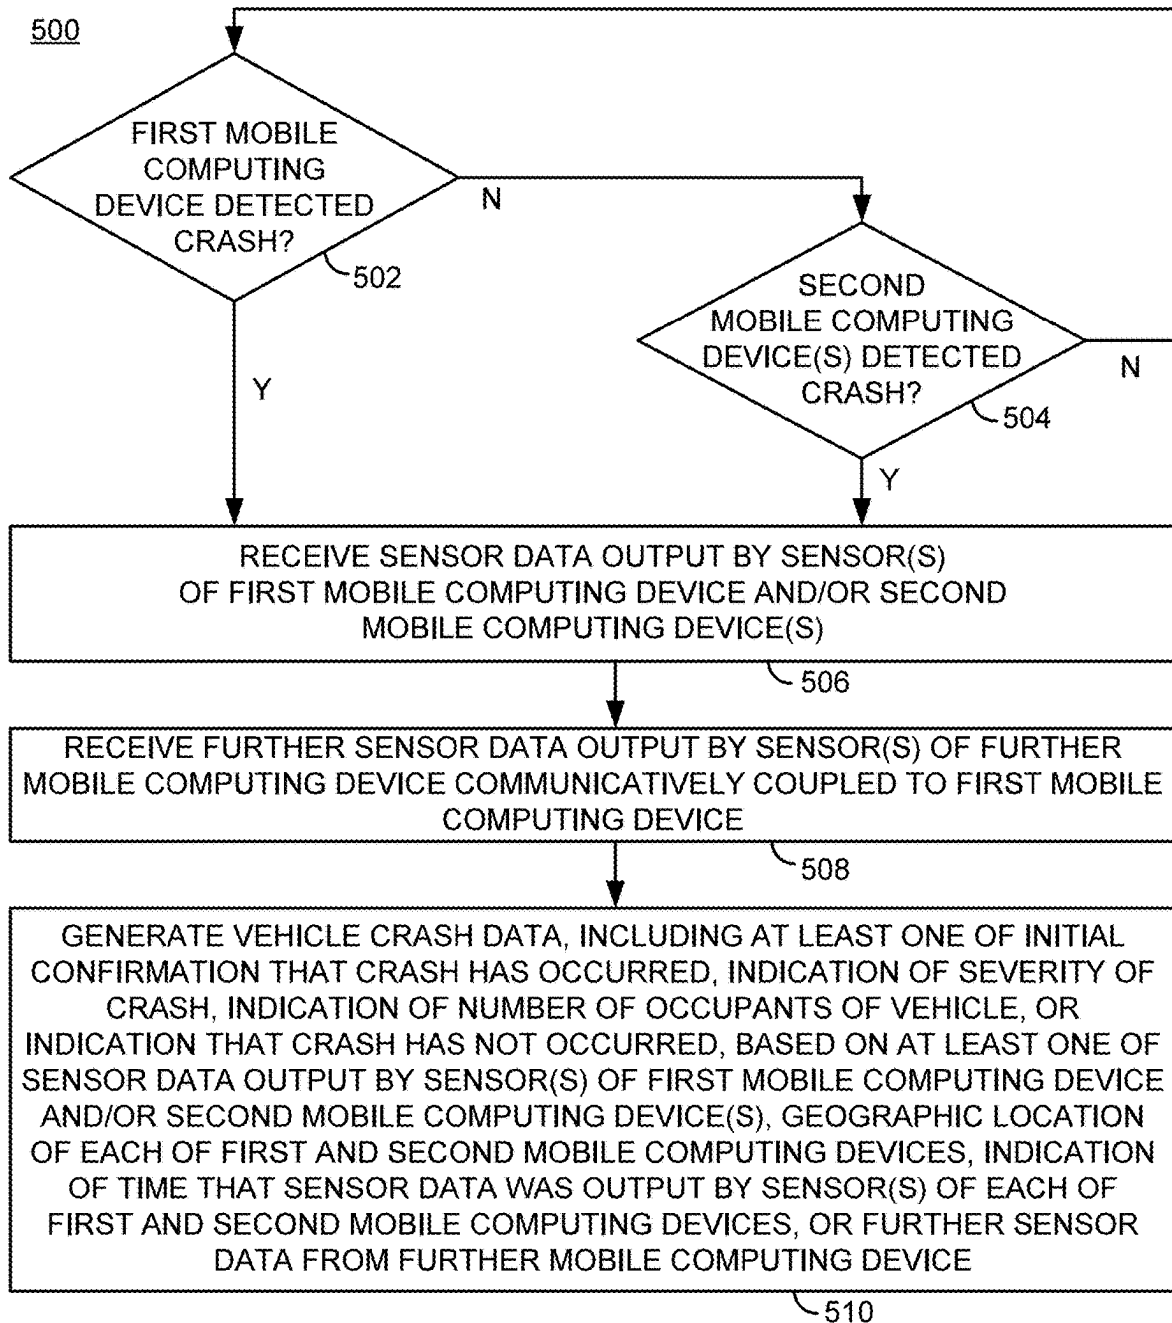 500
FIRST MOBILE
COMPUTING
DEVICE DETECTED
CRASH?
502
N
Y
SECOND
MOBILE COMPUTING
DEVICE(S) DETECTED
CRASH?
504
N
Y
RECEIVE SENSOR DATA OUTPUT BY SENSOR(S)
OF FIRST MOBILE COMPUTING DEVICE AND/OR SECOND
MOBILE COMPUTING DEVICE(S)
506
RECEIVE FURTHER SENSOR DATA OUTPUT BY SENSOR(S) OF FURTHER
MOBILE COMPUTING DEVICE COMMUNICATIVELY COUPLED TO FIRST MOBILE
COMPUTING DEVICE
508
GENERATE VEHICLE CRASH DATA, INCLUDING AT LEAST ONE OF INITIAL
CONFIRMATION THAT CRASH HAS OCCURRED, INDICATION OF SEVERITY OF
CRASH, INDICATION OF NUMBER OF OCCUPANTS OF VEHICLE, OR
INDICATION THAT CRASH HAS NOT OCCURRED, BASED ON AT LEAST ONE OF
SENSOR DATA OUTPUT BY SENSOR(S) OF FIRST MOBILE COMPUTING DEVICE
AND/OR SECOND MOBILE COMPUTING DEVICE(S), GEOGRAPHIC LOCATION
OF EACH OF FIRST AND SECOND MOBILE COMPUTING DEVICES, INDICATION
OF TIME THAT SENSOR DATA WAS OUTPUT BY SENSOR(S) OF EACH OF
FIRST AND SECOND MOBILE COMPUTING DEVICES, OR FURTHER SENSOR
DATA FROM FURTHER MOBILE COMPUTING DEVICE
510